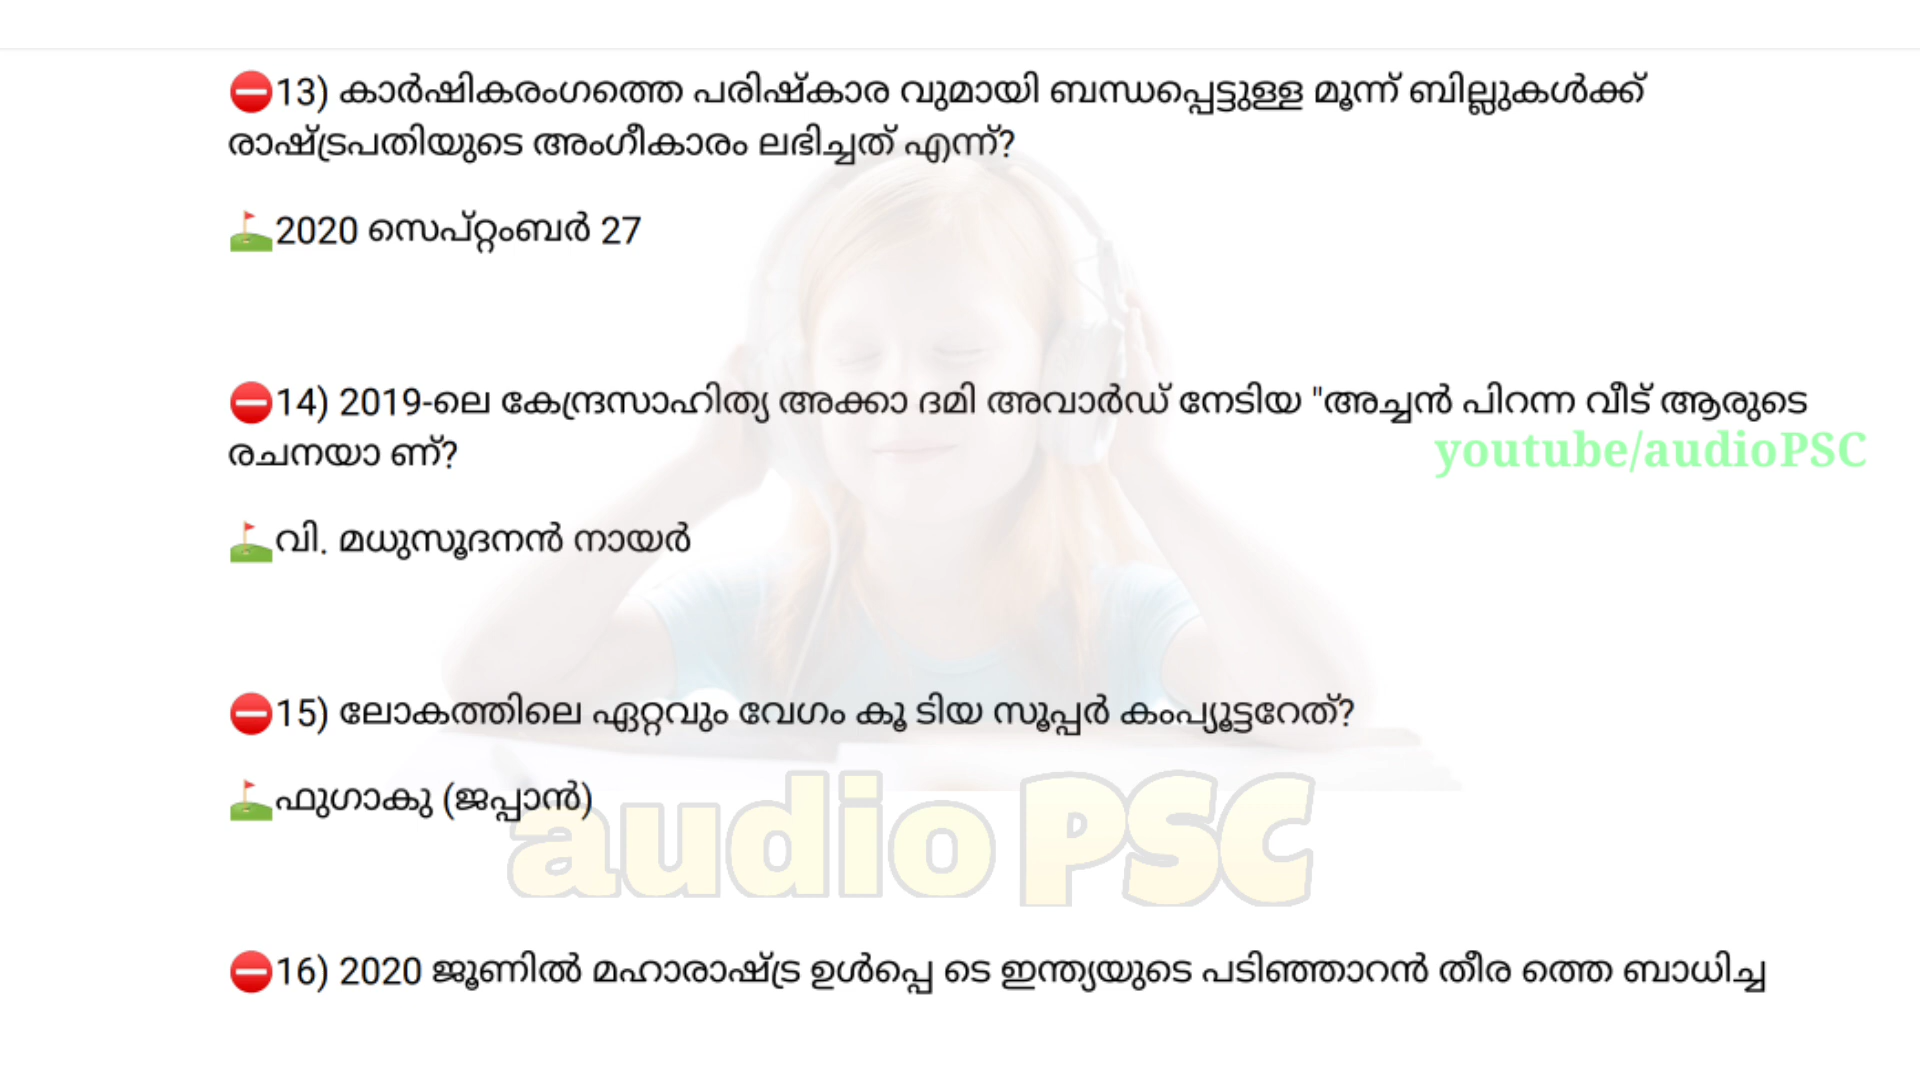 ⛔13) കാർഷികരംഗത്തെ പരിഷ്കാര വുമായി ബന്ധപ്പെട്ടുള്ള മൂന്ന് ബില്ലുകൾക്ക്
രാഷ്ട്രപതിയുടെ അംഗീകാരം ലഭിച്ചത് എന്ന്?
⛳2020 സെപ്റ്റംബർ 27
⛔14) 2019-ലെ കേന്ദ്രസാഹിത്യ അക്കാ ദമി അവാർഡ് നേടിയ "അച്ചൻ പിറന്ന വീട് ആരുടെ
രചനയാ ണ്?
youtube/audioPSC
⛳വി. മധുസൂദനൻ നായർ
⛔15) ലോകത്തിലെ ഏറ്റവും വേഗം കൂ ടിയ സൂപ്പർ കംപ്യൂട്ടറേത്?
⛳ഫുഗാകു (ജപ്പാൻ)
audio PSC
⛔16) 2020 ജൂണിൽ മഹാരാഷ്ട്ര ഉൾപ്പെ ടെ ഇന്ത്യയുടെ പടിഞ്ഞാറൻ തീര ത്തെ ബാധിച്ച